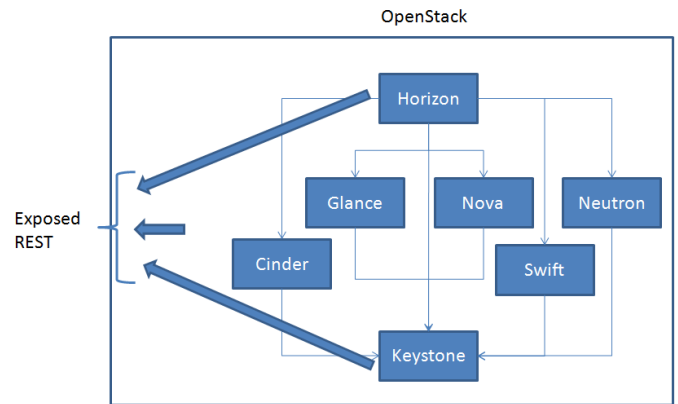 OpenStack
Horizon
Glance
Nova
Neutron
Exposed
REST
Cinder
Swift
Keystone